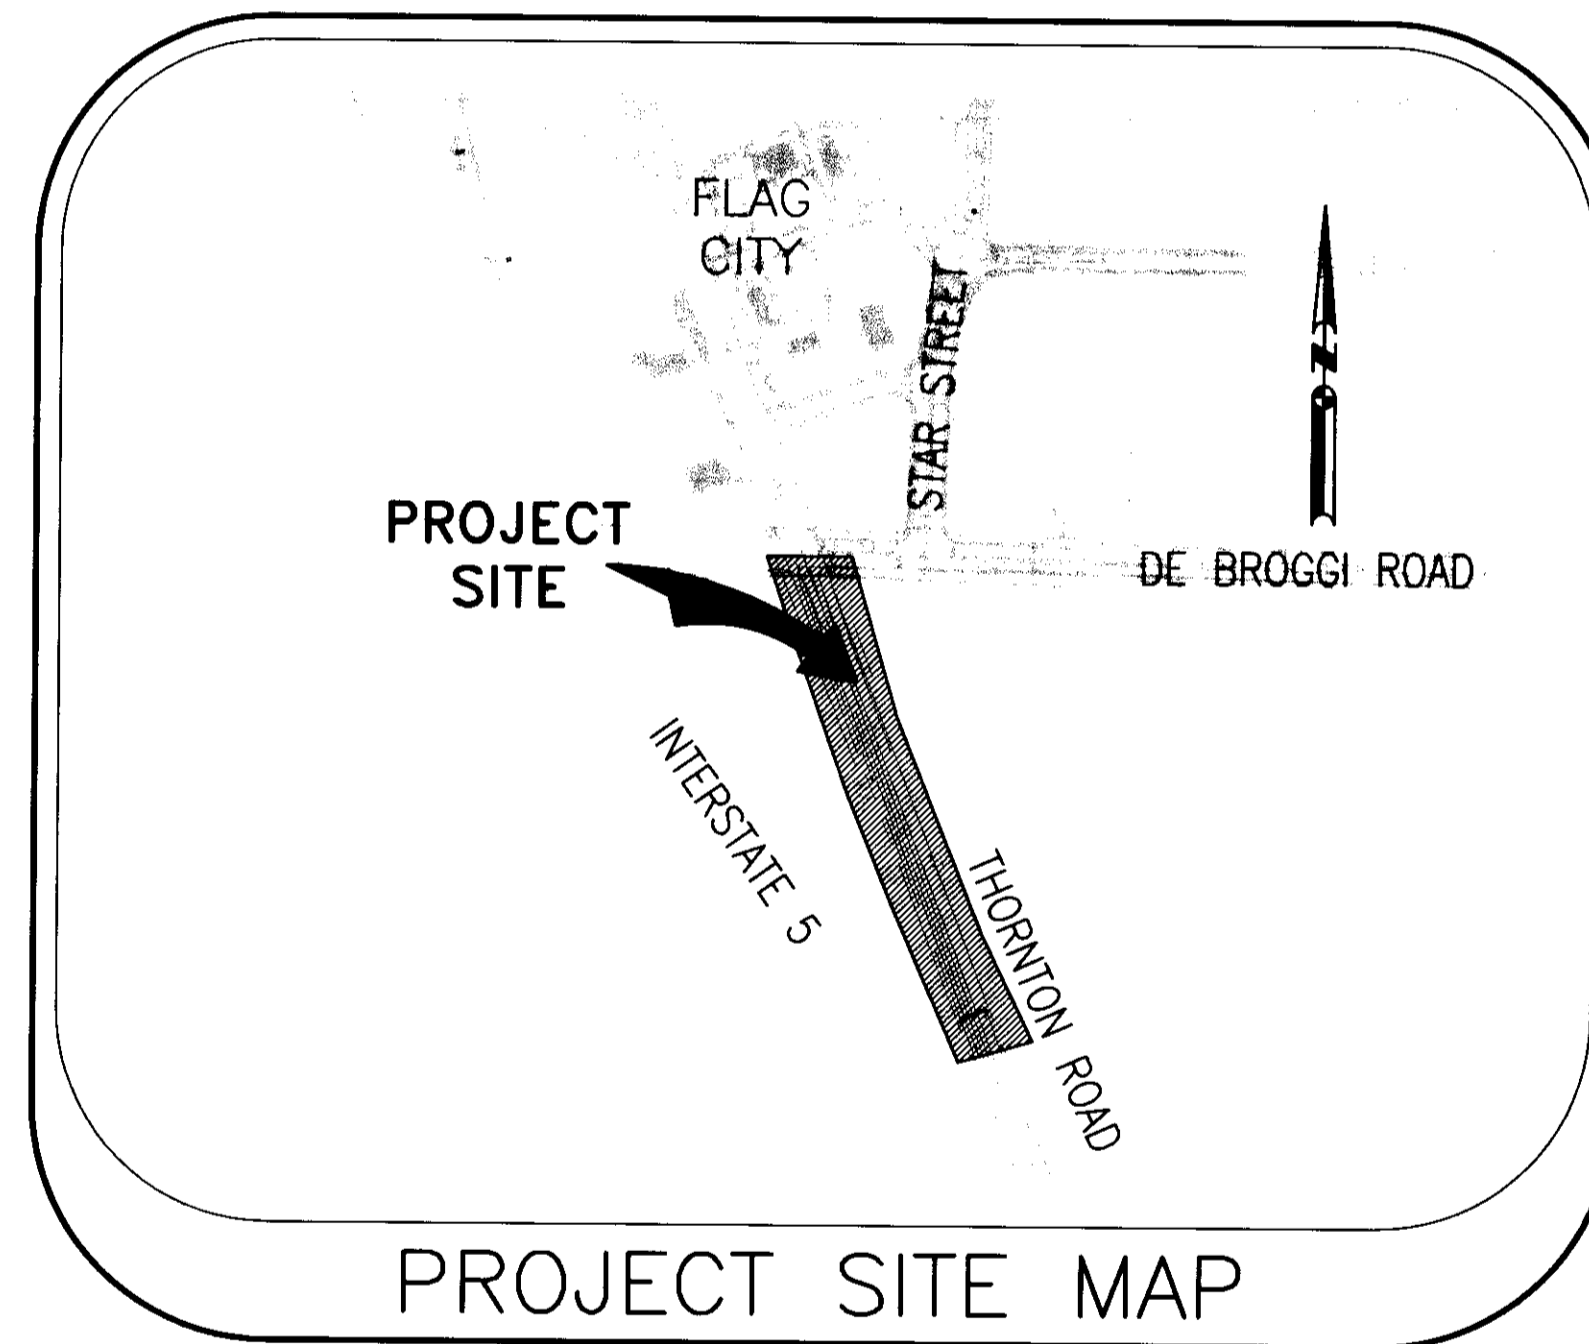 FLAG
CITY
STAR STREET
N
PROJECT
SITE
DE BROGGI ROAD
INTERSTATE 5
THORNTON ROAD
PROJECT SITE MAP